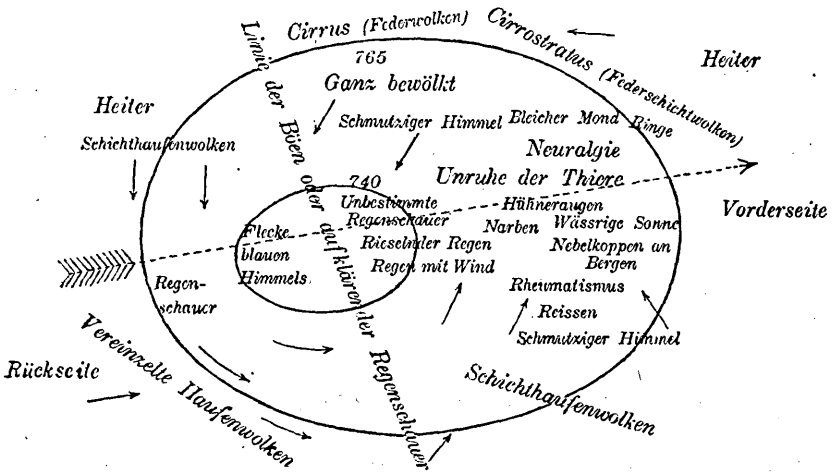 Cirrus (Federwolken)
Cirrostratus (Federschichtwolken)
Linie der Böen oder aufklärender Regenschauer
765
Heiter
Ganz bewölkt
Heiter
Schmutziger Himmel
Bleicher Mond Ringe
Schichthaufenwolken
Neuralgie
Unruhe der Thiere
740
Unbestimmte
Regenschauer
Hühneraugen
Vorderseite
Narben
Wässrige Sonne
Flecke
blauen
Himmels
Rieselnder Regen
Regen mit Wind
Nebelkoppen an
Bergen
Regen-
schauer
Rheumatismus
Reissen
Schmutziger Himmel
Rückseite
Vereinzelte Haufenwolken
Schichthaufenwolken